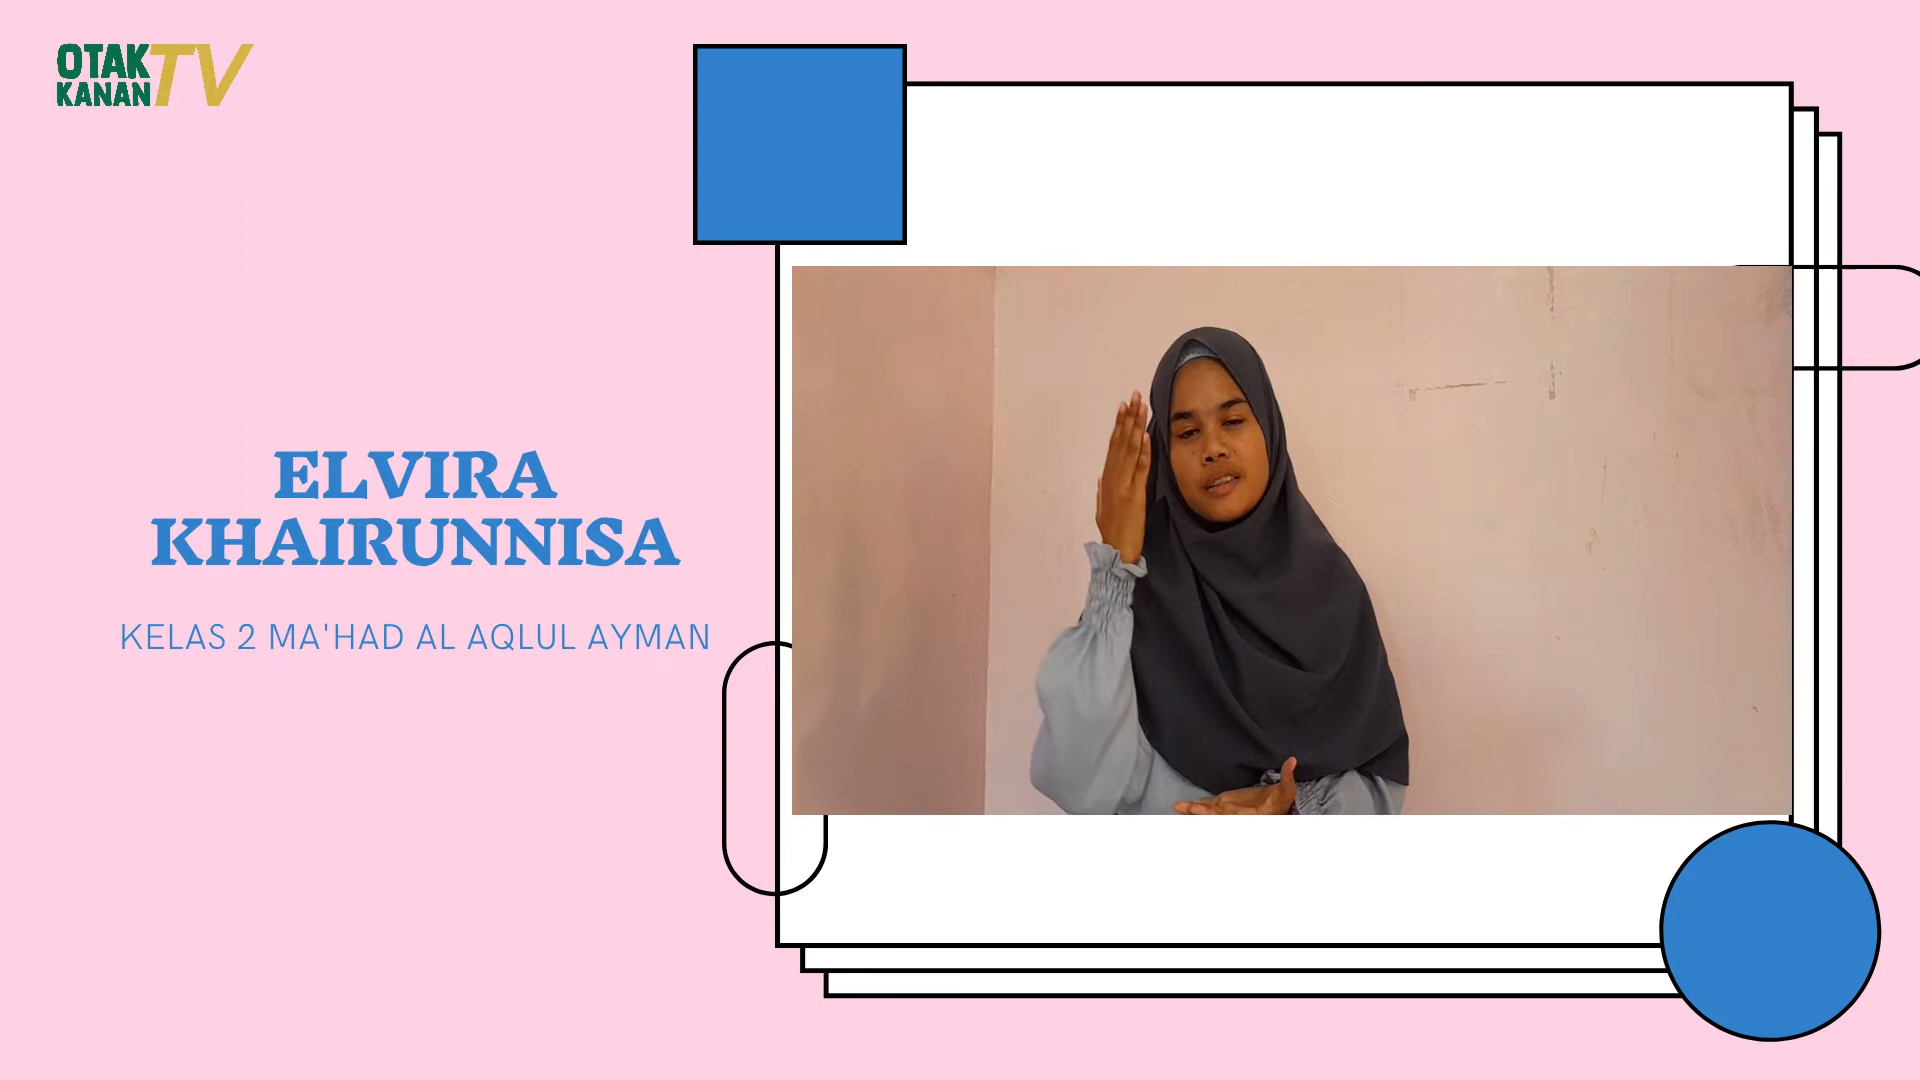 OTAK
KANAN TV
ELVIRA
KHAIRUNNISA
KELAS 2 MA'HAD AL AQLUL AYMAN